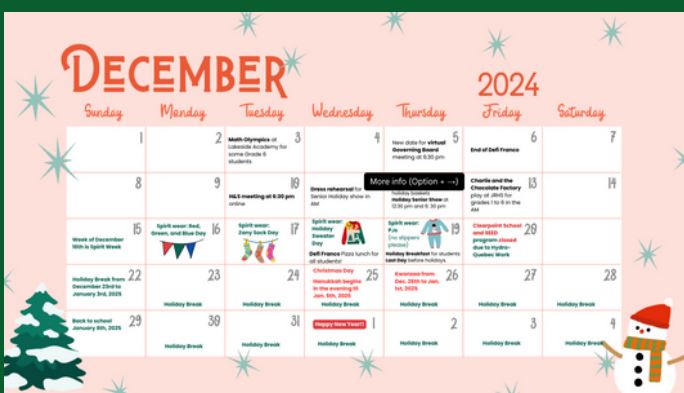 DECEMBER
2024
Sunday Monday Tuesday Wednesday Thursday Friday Saturday
1
2
Math Olympics at
Lakeside Academy for
some Grade 6
students
3
4
New date for virtual
Governing Board
meeting at 6:30 pm
5
End of Defi Franco
6
7
8
9
H&S meeting at 6:30 pm
online
10
Dress rehearsal for
Senior Holiday show in
AM
More info (Option + →)
holiday baskets
Holiday Senior Show at
12:30 pm and 6:30 pm
Charlie and the
Chocolate Factory
play at JRHS for
grades 1 to 6 in the
AM
13
14
Week of December
16th is Spirit Week
15
Spirit wear: Red,
Green, and Blue Day
16
Spirit wear:
Zany Sock Day
17
Spirit wear:
Holiday
Sweater
Day
Defi Franco Pizza lunch for
all students!
Spirit wear:
PJs
(no slippers
please)
19
Holiday Breakfast for students
Last Day before holidays
Clearpoint School
and SEED
program closed
due to Hydro-
Quebec Work
20
21
Holiday Break from
December 23rd to
January 3rd, 2025
22
23
Holiday Break
24
Holiday Break
Christmas Day
Hanukkah begins
in the evening til
Jan. 5th, 2025
25
Holiday Break
Kwanzaa from
Dec. 26th to Jan.
1st, 2025
26
Holiday Break
27
Holiday Break
28
Holiday Break
Back to school
January 6th, 2025
29
30
Holiday Break
31
Holiday Break
Happy New Year!
1
Holiday Break
2
Holiday Break
3
Holiday Break
4
Holiday Break